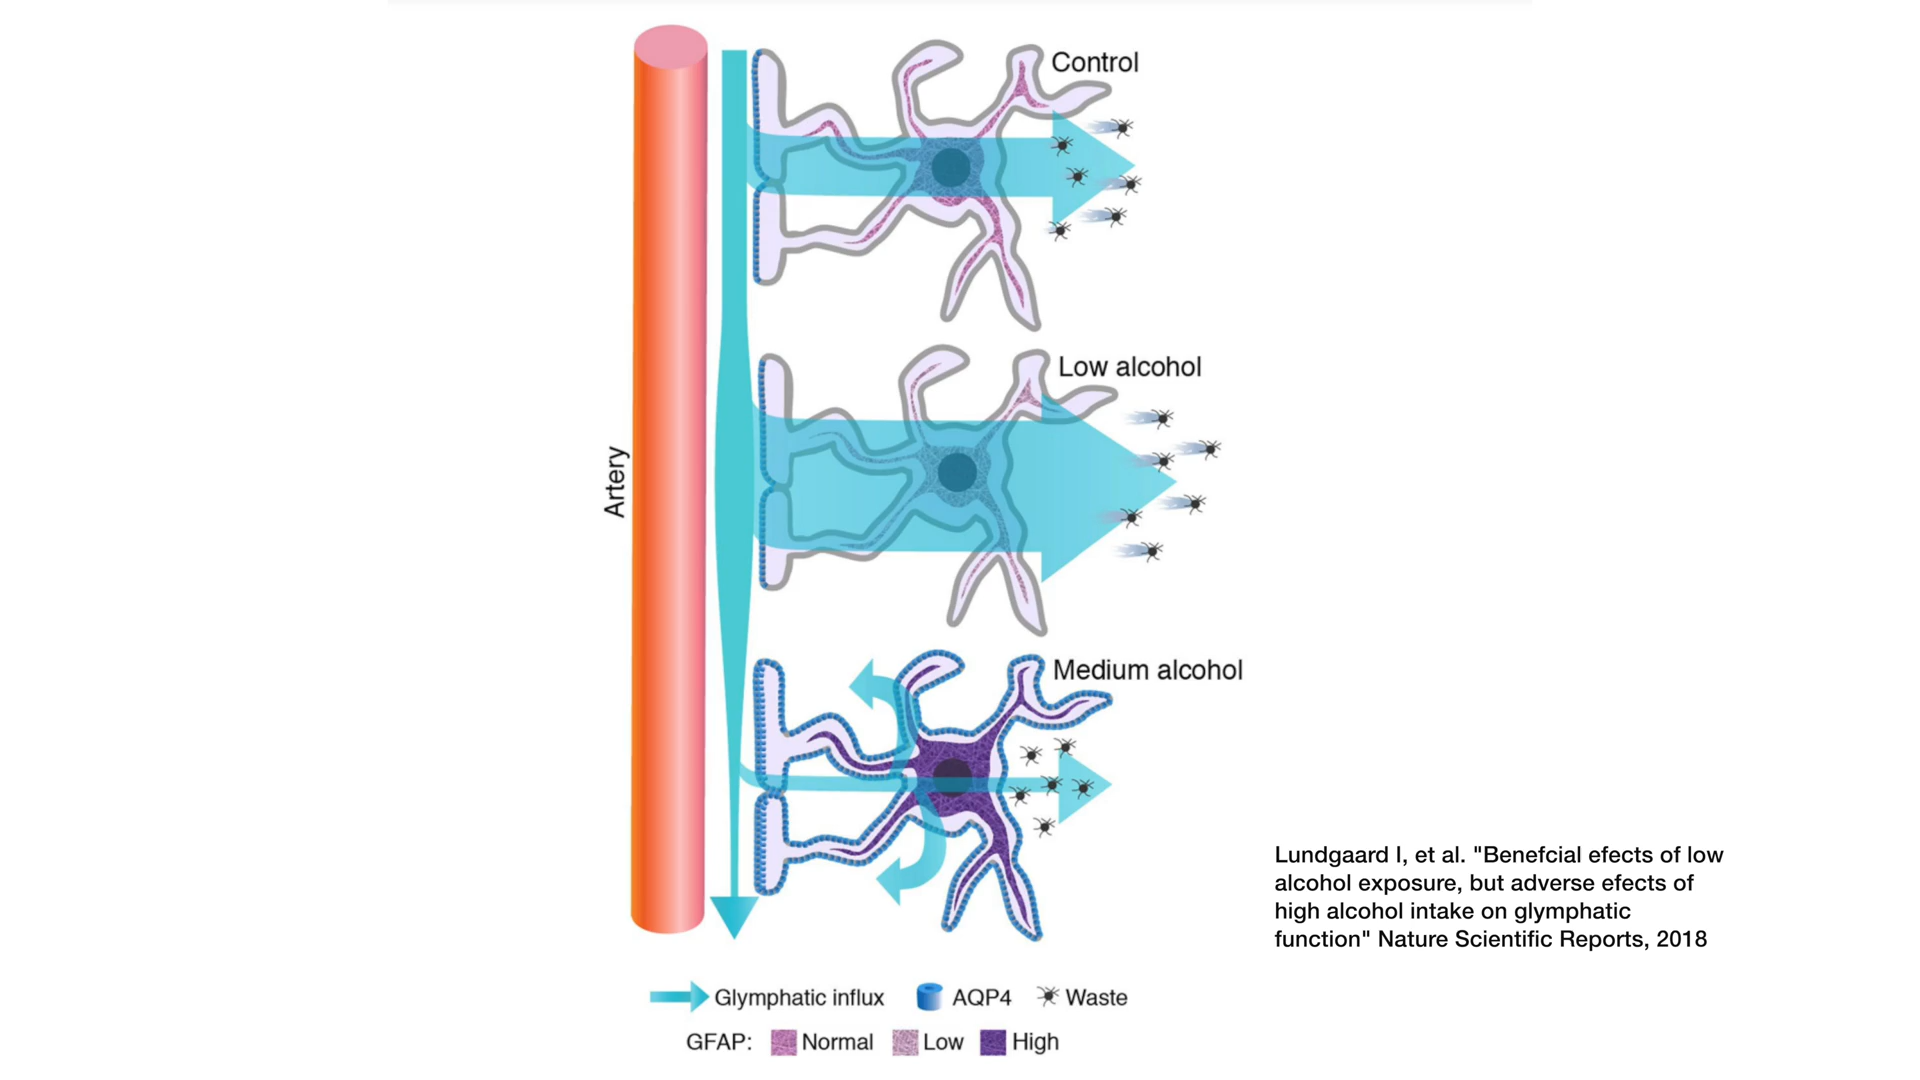 Control
Low alcohol
Artery
Medium alcohol
Lundgaard I, et al. "Benefcial efects of low
alcohol exposure, but adverse efects of
high alcohol intake on glymphatic
function" Nature Scientific Reports, 2018
Glymphatic influx AQP4 Waste
GFAP: Normal Low High